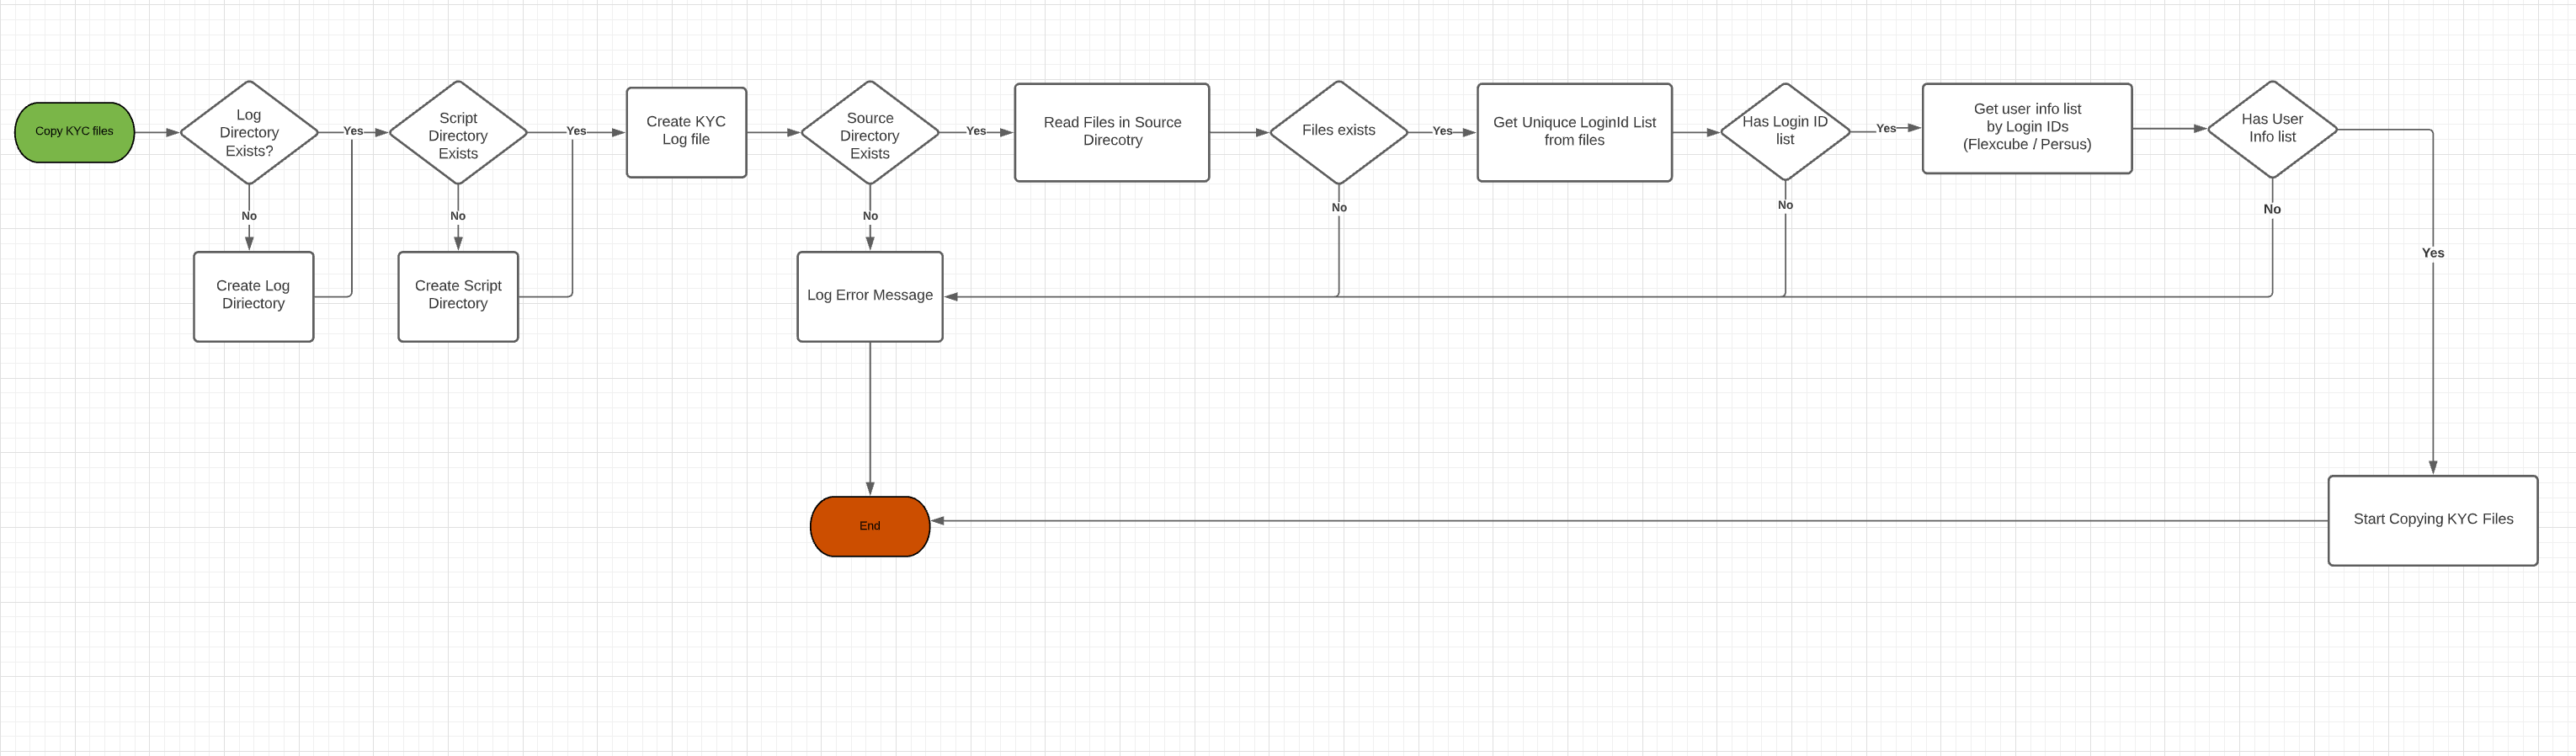 Copy KYC files
Log
Directory
Exists?
Yes
No
Create Log
Diriectory
Script
Directory
Exists
Yes
No
Create Script
Directory
Create KYC
Log file
Source
Directory
Exists
Yes
No
Log Error Message
End
Read Files in Source
Direcotry
Files exists
Yes
No
Get Uniquce LoginId List
from files
Has Login ID
list
Yes
No
Get user info list
by Login IDs
(Flexcube / Persus)
Has User
Info list
No
Yes
Start Copying KYC Files